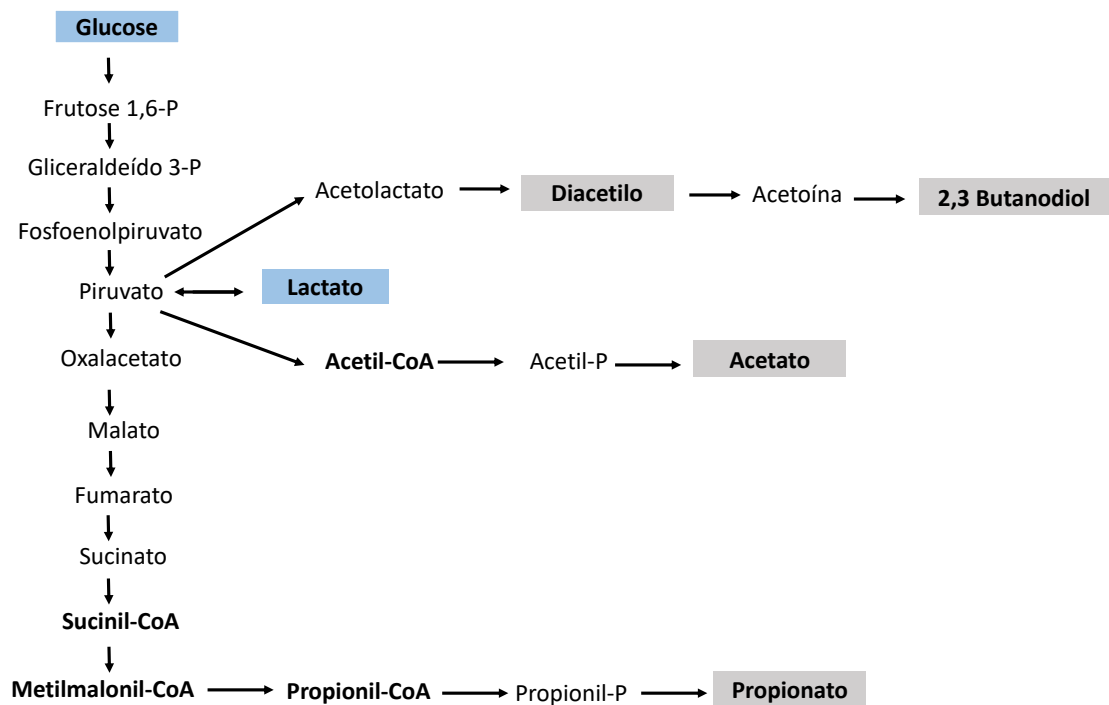 Glucose
Frutose 1,6-P
Gliceraldeído 3-P
Acetolactato
Diacetilo
Acetoína
2,3 Butanodiol
Fosfoenolpiruvato
Piruvato
Lactato
Oxalacetato
Acetil-CoA
Acetil-P
Acetato
Malato
Fumarato
Sucinato
Sucinil-CoA
Metilmalonil-CoA
Propionil-CoA
Propionil-P
Propionato